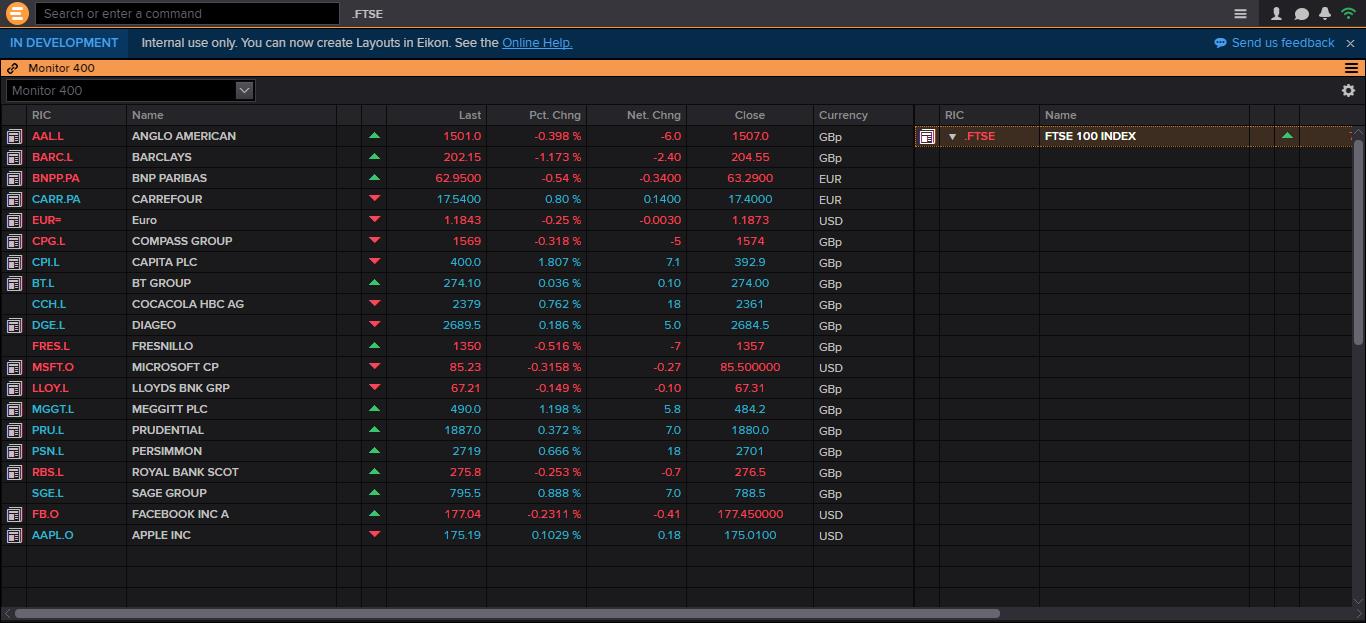 Search or enter a command .FTSE
IN DEVELOPMENT Internal use only. You can now create Layouts in Eikon. See the Online Help. Send us feedback
Monitor 400
Monitor 400
RIC Name Last Pct. Chng Net. Chng Close Currency RIC Name
AAL.L ANGLO AMERICAN 1501.0 -0.398 % -6.0 1507.0 GBp .FTSE FTSE 100 INDEX
BARC.L BARCLAYS 202.15 -1.173 % -2.40 204.55 GBp
BNPP.PA BNP PARIBAS 62.9500 -0.54 % -0.3400 63.2900 EUR
CARR.PA CARREFOUR 17.5400 0.80 % 0.1400 17.4000 EUR
EUR= Euro 1.1843 -0.25 % -0.0030 1.1873 USD
CPG.L COMPASS GROUP 1569 -0.318 % -5 1574 GBp
CPI.L CAPITA PLC 400.0 1.807 % 7.1 392.9 GBp
BT.L BT GROUP 274.10 0.036 % 0.10 274.00 GBp
CCH.L COCACOLA HBC AG 2379 0.762 % 18 2361 GBp
DGE.L DIAGEO 2689.5 0.186 % 5.0 2684.5 GBp
FRES.L FRESNILLO 1350 -0.516 % -7 1357 GBp
MSFT.O MICROSOFT CP 85.23 -0.3158 % -0.27 85.500000 USD
LLOY.L LLOYDS BNK GRP 67.21 -0.149 % -0.10 67.31 GBp
MGGT.L MEGGITT PLC 490.0 1.198 % 5.8 484.2 GBp
PRU.L PRUDENTIAL 1887.0 0.372 % 7.0 1880.0 GBp
PSN.L PERSIMMON 2719 0.666 % 18 2701 GBp
RBS.L ROYAL BANK SCOT 275.8 -0.253 % -0.7 276.5 GBp
SGE.L SAGE GROUP 795.5 0.888 % 7.0 788.5 GBp
FB.O FACEBOOK INC A 177.04 -0.2311 % -0.41 177.450000 USD
AAPL.O APPLE INC 175.19 0.1029 % 0.18 175.0100 USD